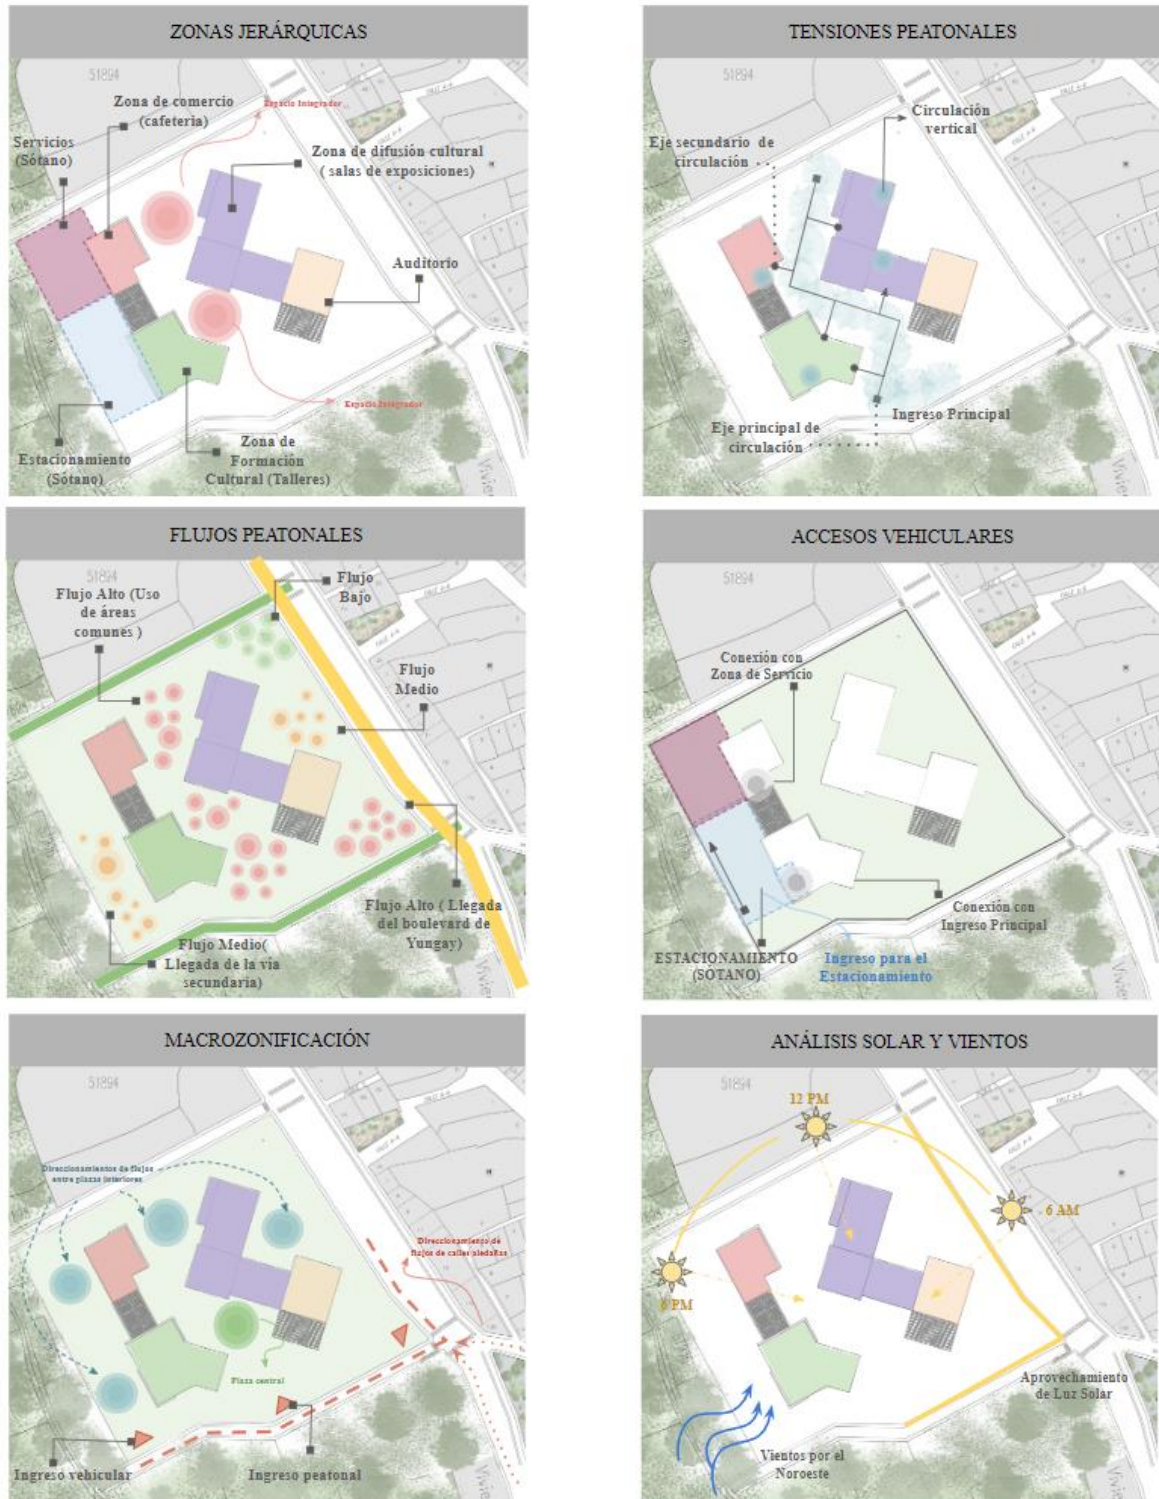 ZONAS JERÁRQUICAS
51894
Zona de comercio
(cafeteria)
Espacio Integrador
Servicios
(Sótano)
Zona de difusión cultural
( salas de exposiciones)
Auditorio
Espacio Integrador
Estacionamiento
(Sótano)
Zona de
Formación
Cultural (Talleres)
TENSIONES PEATONALES
Circulación
vertical
Eje secundario de
circulación
Ingreso Principal
Eje principal de
circulación
FLUJOS PEATONALES
51894
Flujo Alto (Uso
de áreas
comunes )
Flujo
Bajo
Flujo
Medio
Flujo Alto ( Llegada
del boulevard de
Yungay)
Flujo Medio(
Llegada de la vía
secundaria)
ACCESOS VEHICULARES
Conexión con
Zona de Servicio
Conexión con
Ingreso Principal
ESTACIONAMIENTO
(SÓTANO)
Ingreso para el
Estacionamiento
MACROZONIFICACIÓN
51894
Direccionamientos de flujos
entre plazas interiores
Direccionamiento de
flujos de calles aledañas
Plaza central
Ingreso vehicular
Ingreso peatonal
ANÁLISIS SOLAR Y VIENTOS
51894
12 PM
6 AM
6 PM
Aprovechamiento
de Luz Solar
Vientos por el
Noroeste